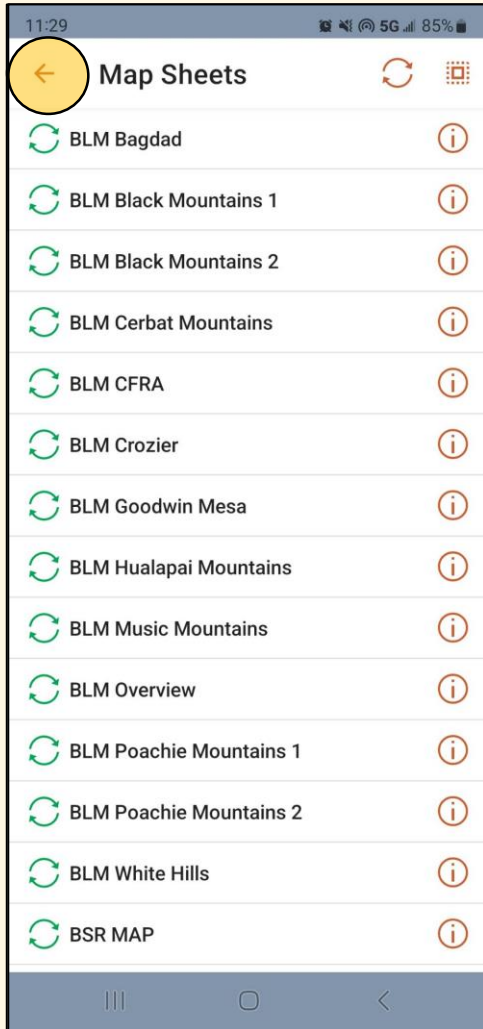 11:29 5G 85%
Map Sheets
BLM Bagdad
BLM Black Mountains 1
BLM Black Mountains 2
BLM Cerbat Mountains
BLM CFRA
BLM Crozier
BLM Goodwin Mesa
BLM Hualapai Mountains
BLM Music Mountains
BLM Overview
BLM Poachie Mountains 1
BLM Poachie Mountains 2
BLM White Hills
BSR MAP